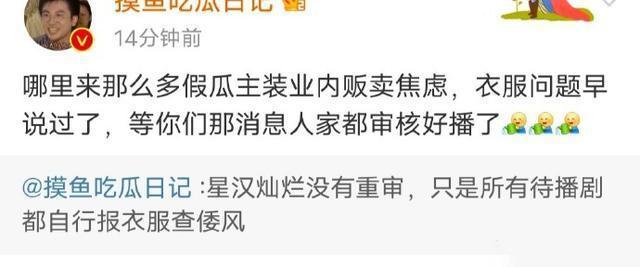 摸鱼吃瓜日记
14分钟前
哪里来那么多假瓜主装业内贩卖焦虑，衣服问题早
说过了，等你们那消息人家都审核好播了
@摸鱼吃瓜日记 :星汉灿烂没有重审，只是所有待播剧
都自行报衣服查倭风